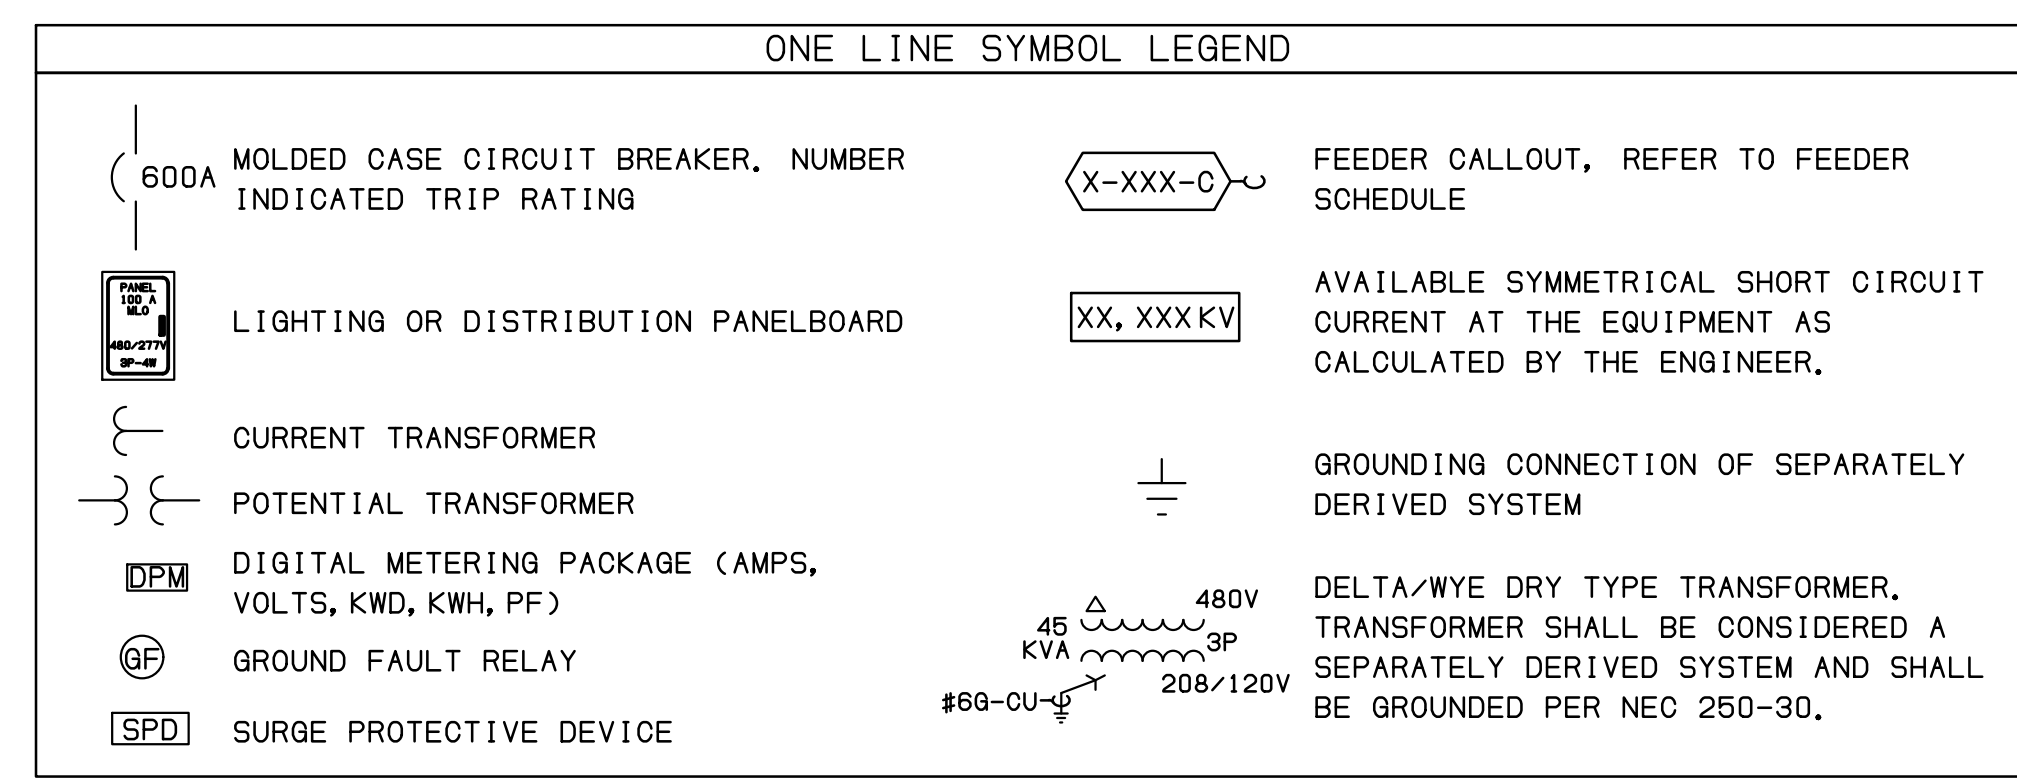 ONE LINE SYMBOL LEGEND
600A
MOLDED CASE CIRCUIT BREAKER. NUMBER
INDICATED TRIP RATING
PANEL
100 A
MLO
480/277V
3P-4W
LIGHTING OR DISTRIBUTION PANELBOARD
CURRENT TRANSFORMER
POTENTIAL TRANSFORMER
DPM
DIGITAL METERING PACKAGE (AMPS,
VOLTS, KWD, KWH, PF)
GF
GROUND FAULT RELAY
SPD
SURGE PROTECTIVE DEVICE
X-XXX-C
FEEDER CALLOUT, REFER TO FEEDER
SCHEDULE
XX, XXX KV
AVAILABLE SYMMETRICAL SHORT CIRCUIT
CURRENT AT THE EQUIPMENT AS
CALCULATED BY THE ENGINEER.
GROUNDING CONNECTION OF SEPARATELY
DERIVED SYSTEM
480V
45
KVA
3P
208/120V
#6G-CU
DELTA/WYE DRY TYPE TRANSFORMER.
TRANSFORMER SHALL BE CONSIDERED A
SEPARATELY DERIVED SYSTEM AND SHALL
BE GROUNDED PER NEC 250-30.